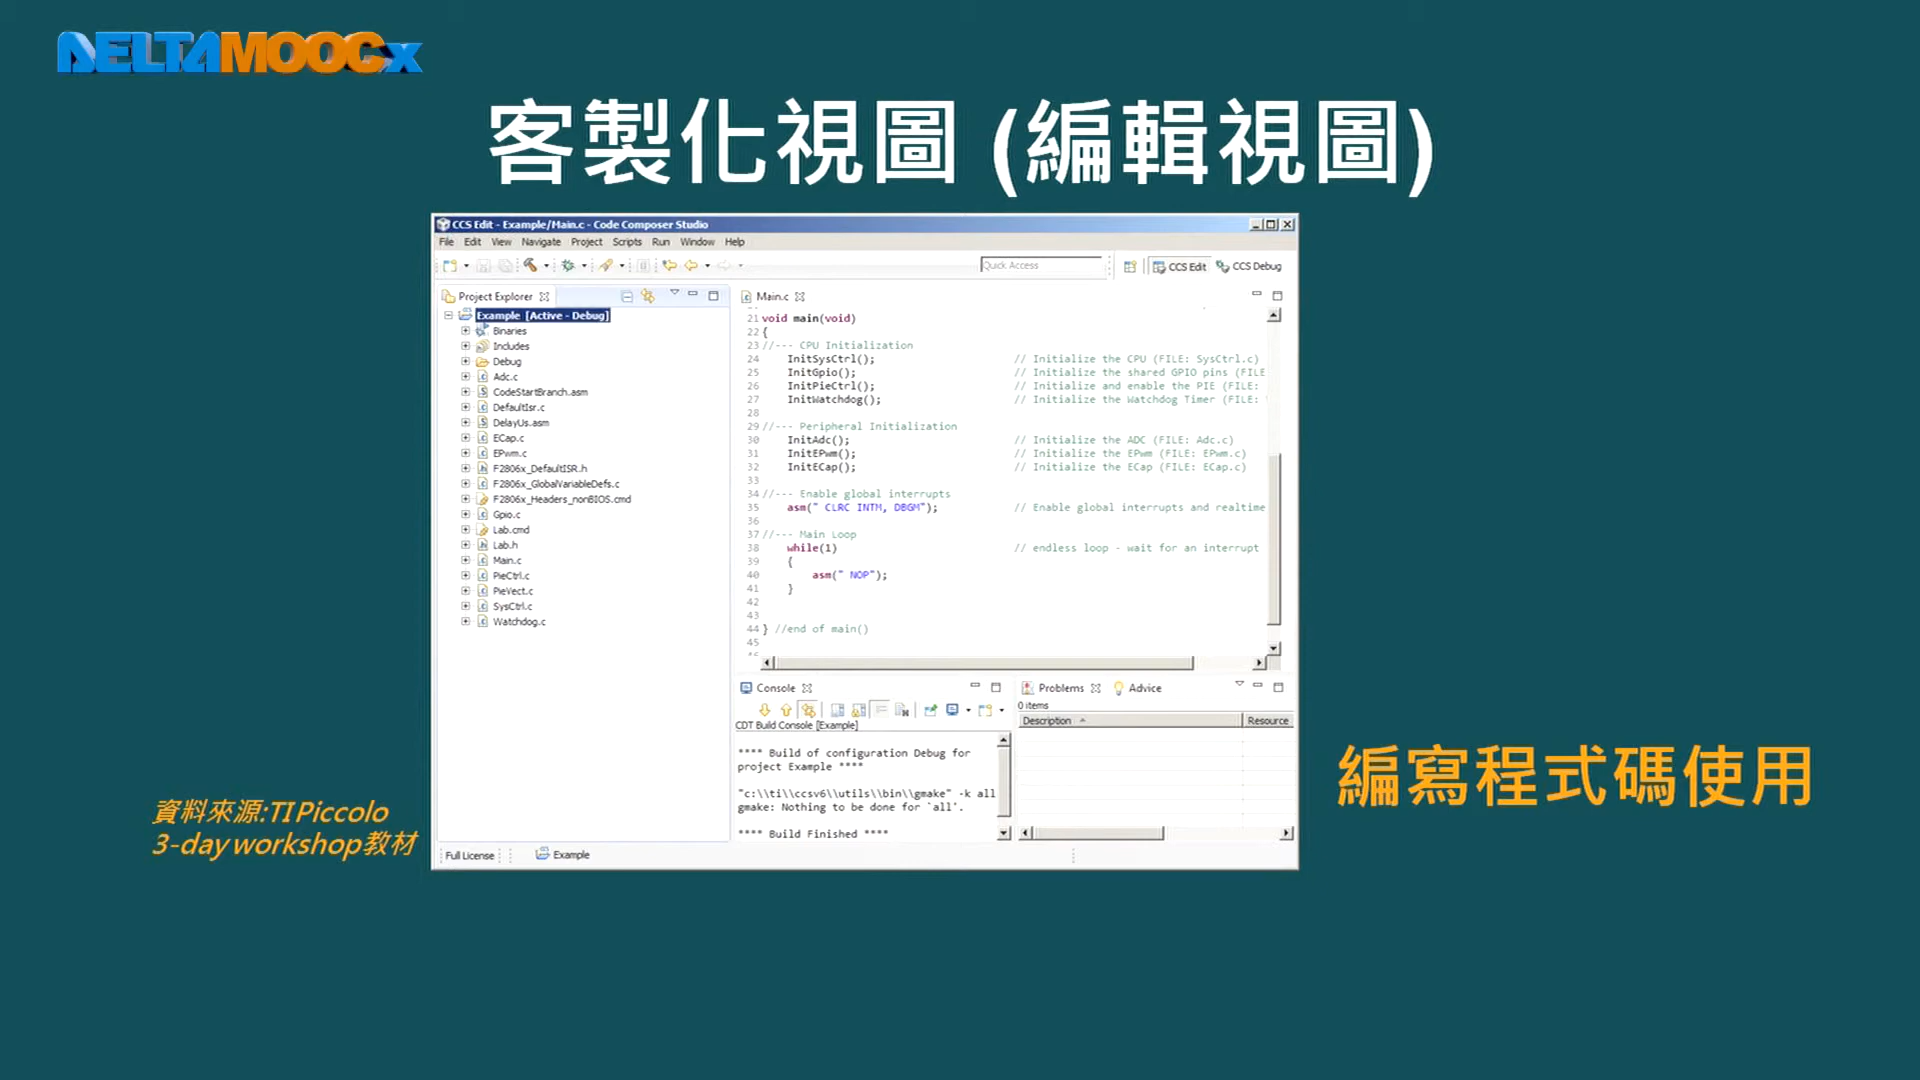 DELTAMOOCx
客製化視圖 (編輯視圖)
CCS Edit - Example/Main.c - Code Composer Studio
File Edit View Navigate Project Scripts Run Window Help
Quick Access
CCS Edit CCS Debug
Project Explorer
Example [Active - Debug]
Binaries
Includes
Debug
Adc.c
CodeStartBranch.asm
DefaultIsr.c
DelayUs.asm
ECap.c
EPwm.c
F2806x_DefaultISR.h
F2806x_GlobalVariableDefs.c
F2806x_Headers_nonBIOS.cmd
Gpio.c
Lab.cmd
Lab.h
Main.c
PieCtrl.c
PieVect.c
SysCtrl.c
Watchdog.c
Main.c
21 void main(void)
22 {
23 //--- CPU Initialization
24 InitSysCtrl(); // Initialize the CPU (FILE: SysCtrl.c)
25 InitGpio(); // Initialize the shared GPIO pins (FILE
26 InitPieCtrl(); // Initialize and enable the PIE (FILE:
27 InitWatchdog(); // Initialize the Watchdog Timer (FILE:
28
29 //--- Peripheral Initialization
30 InitAdc(); // Initialize the ADC (FILE: Adc.c)
31 InitEPwm(); // Initialize the EPwm (FILE: EPwm.c)
32 InitECap(); // Initialize the ECap (FILE: ECap.c)
33
34 //--- Enable global interrupts
35 asm(" CLRC INTM, DBGM"); // Enable global interrupts and realtime
36
37 //--- Main Loop
38 while(1) // endless loop - wait for an interrupt
39 {
40 asm(" NOP");
41 }
42
43
44 } //end of main()
45
Console
CDT Build Console [Example]
**** Build of configuration Debug for
project Example ****
"c:\\ti\\ccsv6\\utils\\bin\\gmake" -k all
gmake: Nothing to be done for `all'.
**** Build Finished ****
Problems Advice
0 items
Description Resource
Full License Example
編寫程式碼使用
資料來源:TI Piccolo
3-day workshop教材